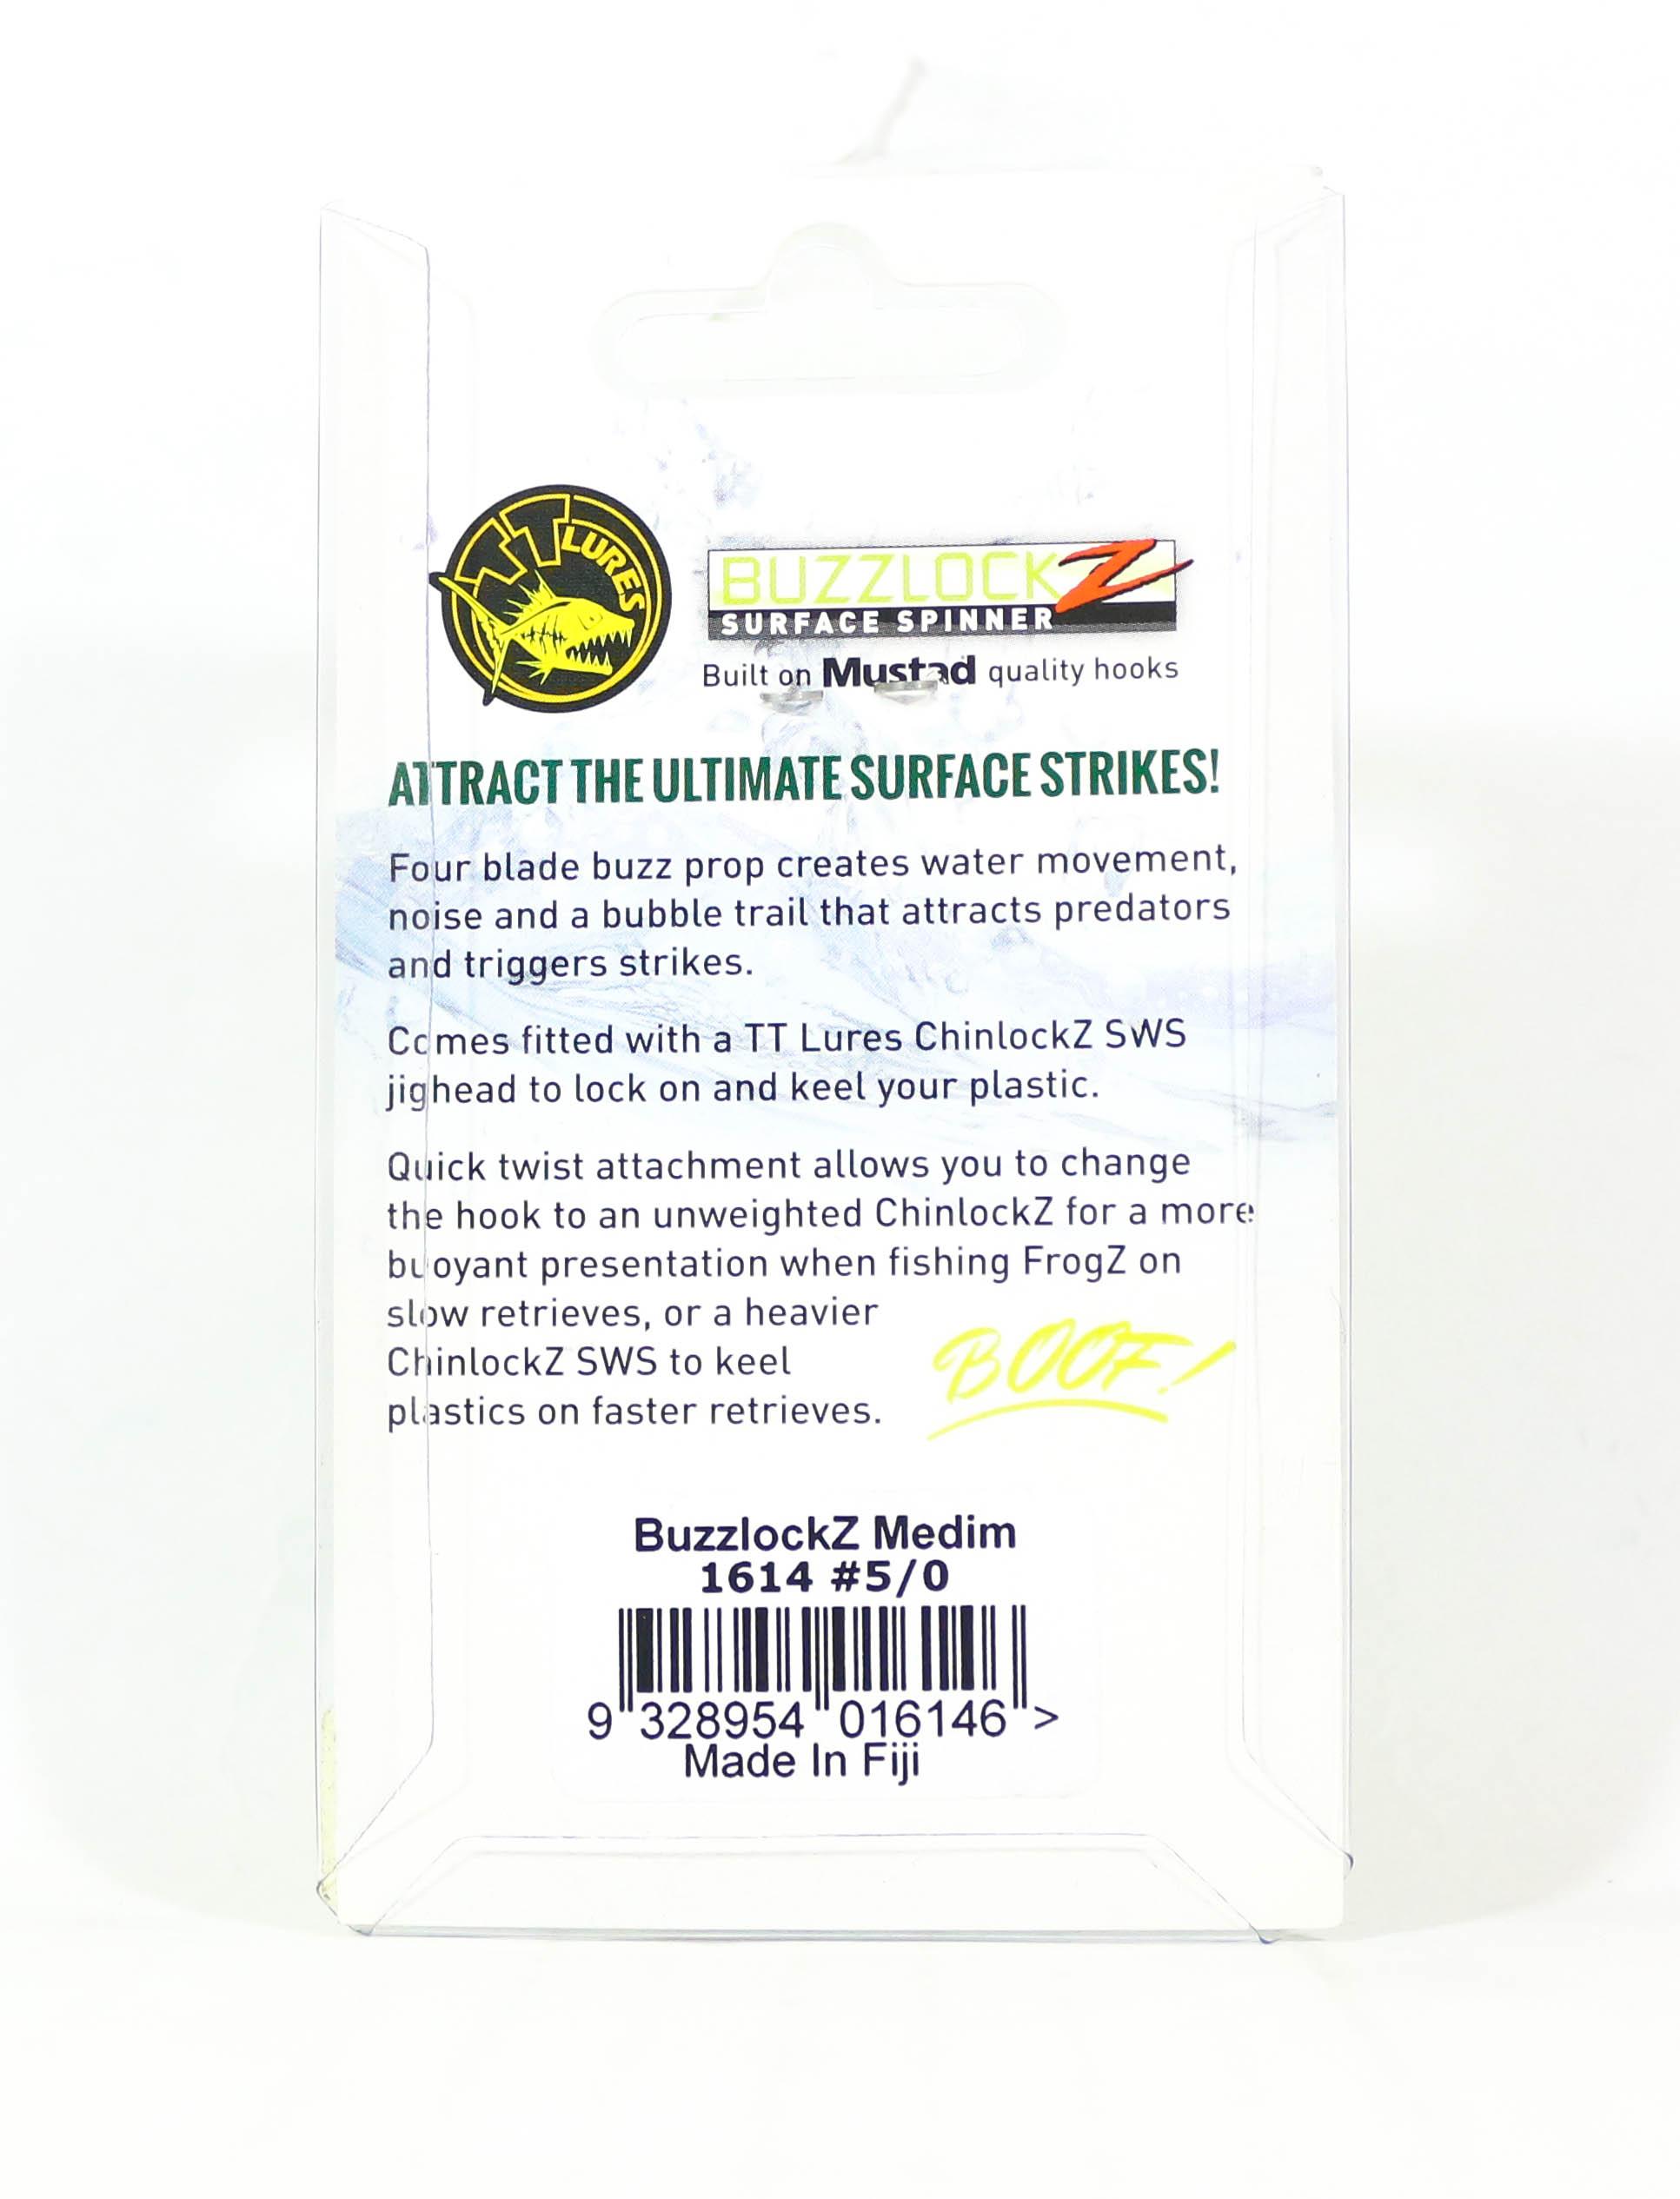 TT LURES
BUZZLOCKZ
SURFACE SPINNER
Built on Mustad quality hooks
ATTRACT THE ULTIMATE SURFACE STRIKES!
Four blade buzz prop creates water movement,
noise and a bubble trail that attracts predators
and triggers strikes.
Comes fitted with a TT Lures ChinlockZ SWS
jighead to lock on and keel your plastic.
Quick twist attachment allows you to change
the hook to an unweighted ChinlockZ for a more
buoyant presentation when fishing FrogZ on
slow retrieves, or a heavier
ChinlockZ SWS to keel
plastics on faster retrieves.
BOOF!
BuzzlockZ Medim
1614 #5/0
9 328954 016146 >
Made In Fiji